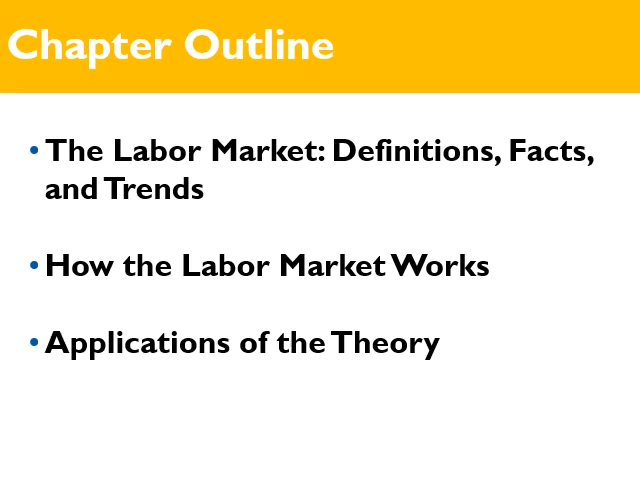 Chapter Outline
• The Labor Market: Definitions, Facts,
and Trends
• How the Labor Market Works
• Applications of the Theory